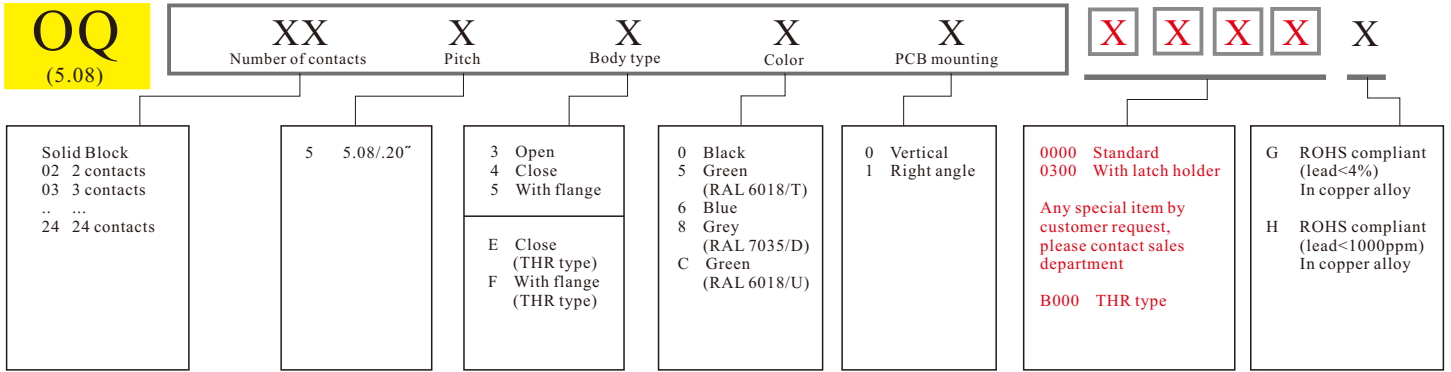 OQ
(5.08)
XX
Number of contacts
X
Pitch
X
Body type
X
Color
X
PCB mounting
X X X X
X
Solid Block
02 2 contacts
03 3 contacts
.. ...
24 24 contacts
5 5.08/.20″
3 Open
4 Close
5 With flange
E Close
(THR type)
F With flange
(THR type)
0 Black
5 Green
(RAL 6018/T)
6 Blue
8 Grey
(RAL 7035/D)
C Green
(RAL 6018/U)
0 Vertical
1 Right angle
0000 Standard
0300 With latch holder
Any special item by
customer request,
please contact sales
department
B000 THR type
G ROHS compliant
(lead<4%)
In copper alloy
H ROHS compliant
(lead<1000ppm)
In copper alloy